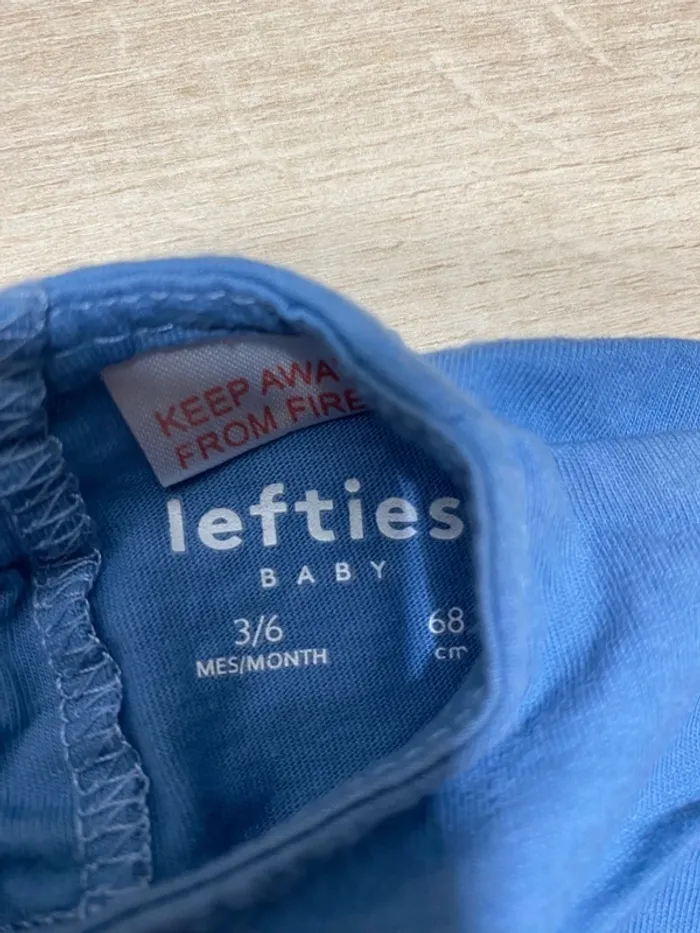 KEEP AWA
FROM FIRE
lefties
BABY
3/6
MES/MONTH
68
cm